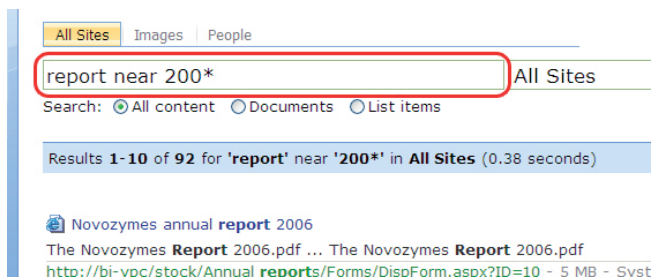 All Sites Images People
report near 200* All Sites
Search: All content Documents List items
Results 1-10 of 92 for 'report' near '200*' in All Sites (0.38 seconds)
Novozymes annual report 2006
The Novozymes Report 2006.pdf ... The Novozymes Report 2006.pdf
http://bi-vpc/stock/Annual reports/Forms/DispForm.aspx?ID=10 - 5 MB - Syst